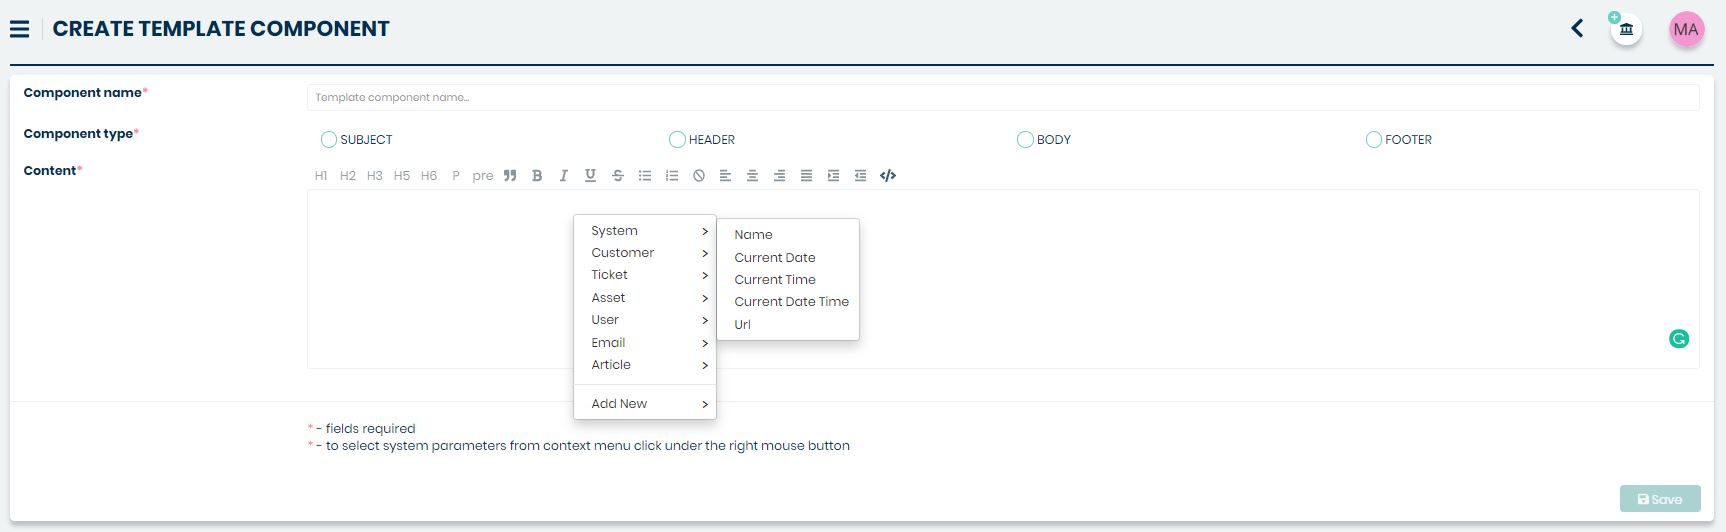 CREATE TEMPLATE COMPONENT
MA
Component name*
Template component name...
Component type*
SUBJECT HEADER BODY FOOTER
Content*
H1 H2 H3 H5 H6 P pre B I U S </>
System
Customer
Ticket
Asset
User
Email
Article
Add New
Name
Current Date
Current Time
Current Date Time
Url
* - fields required
* - to select system parameters from context menu click under the right mouse button
Save